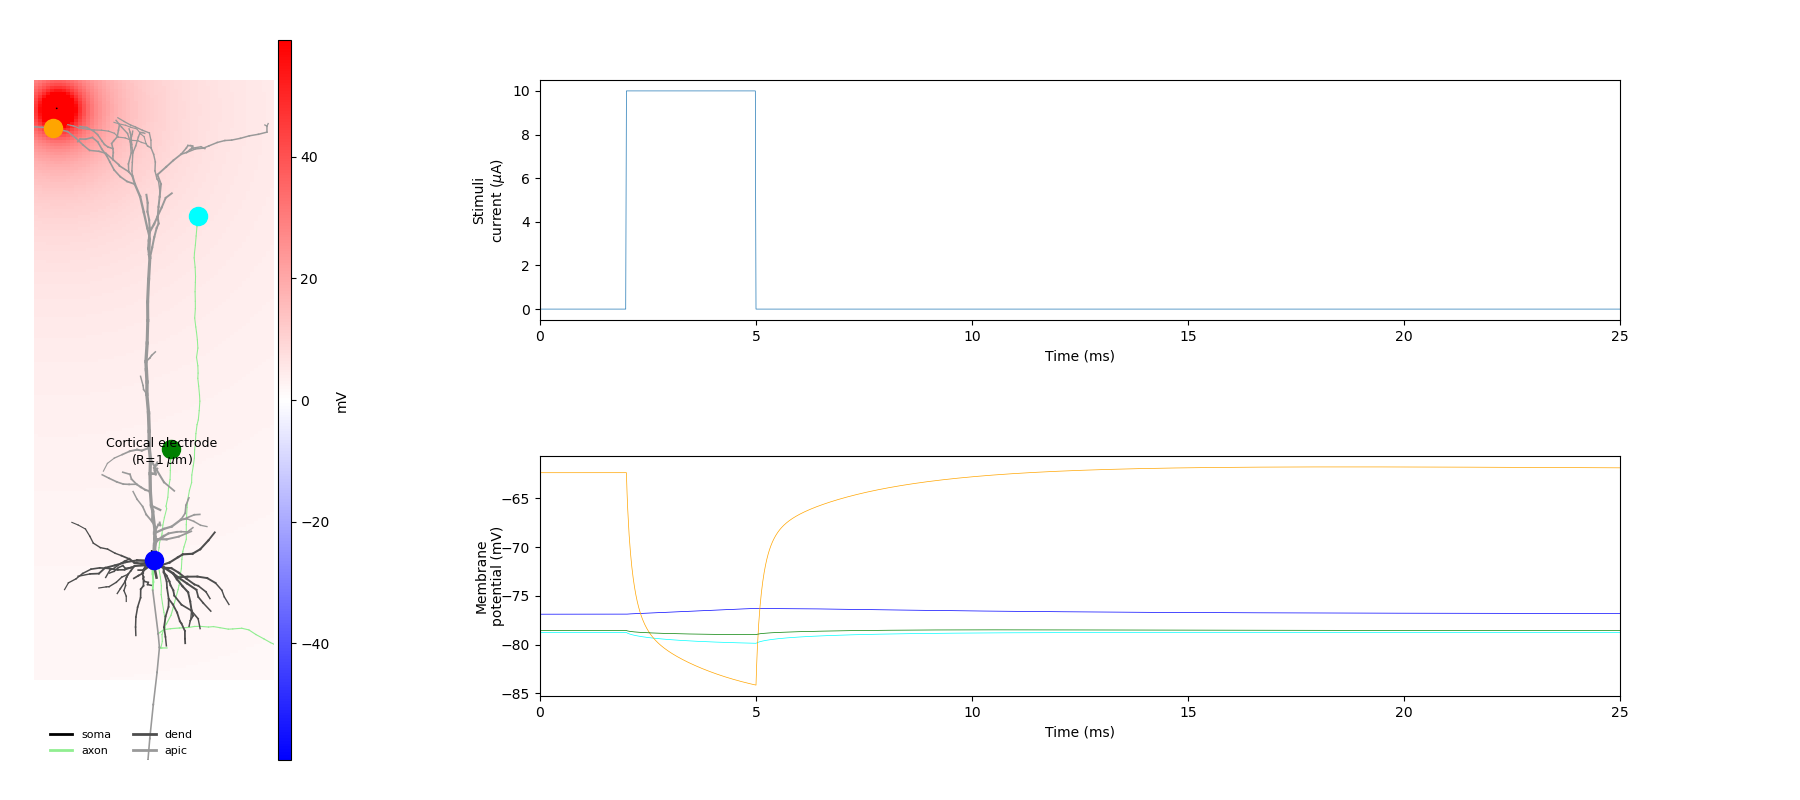 40
20
0
−20
−40
mV
Cortical electrode
(R=1 μm)
soma
axon
dend
apic
Stimuli
current (μA)
10
8
6
4
2
0
0 5 10 15 20 25
Time (ms)
Membrane
potential (mV)
−65
−70
−75
−80
−85
0 5 10 15 20 25
Time (ms)